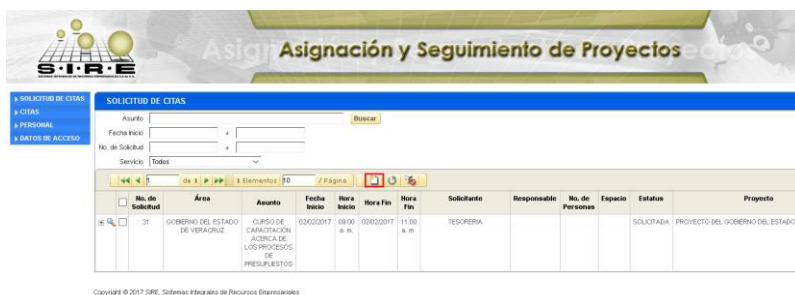 S·I·R·E
Asignación y Seguimiento de Proyectos
SOLICITUD DE CITAS
CITAS
PERSONAL
DATOS DE ACCESO
SOLICITUD DE CITAS
Asunto
Buscar
Fecha Inicio a
No. de Solicitud a
Servicio Todos
1 de 1 1 Elementos 10 / Página
No. de Solicitud Área Asunto Fecha Inicio Hora Inicio Hora Fin Hora Fin Solicitante Responsable No. de Personas Espacio Estatus Proyecto
31 GOBIERNO DEL ESTADO 02/02/2017 09:00 02/02/2017 11:00 TESORERIA SOLICITADA PROYECTO DEL GOBIERNO DEL ESTADO
DE VERACRUZ a. m. a. m.
CURSO DE
CAPACITACIÓN
ACERCA DE
LOS PROCESOS
DE
PRESUPUESTOS
Copyright © 2017 SIRE, Sistemas Integrales de Recursos Empresariales